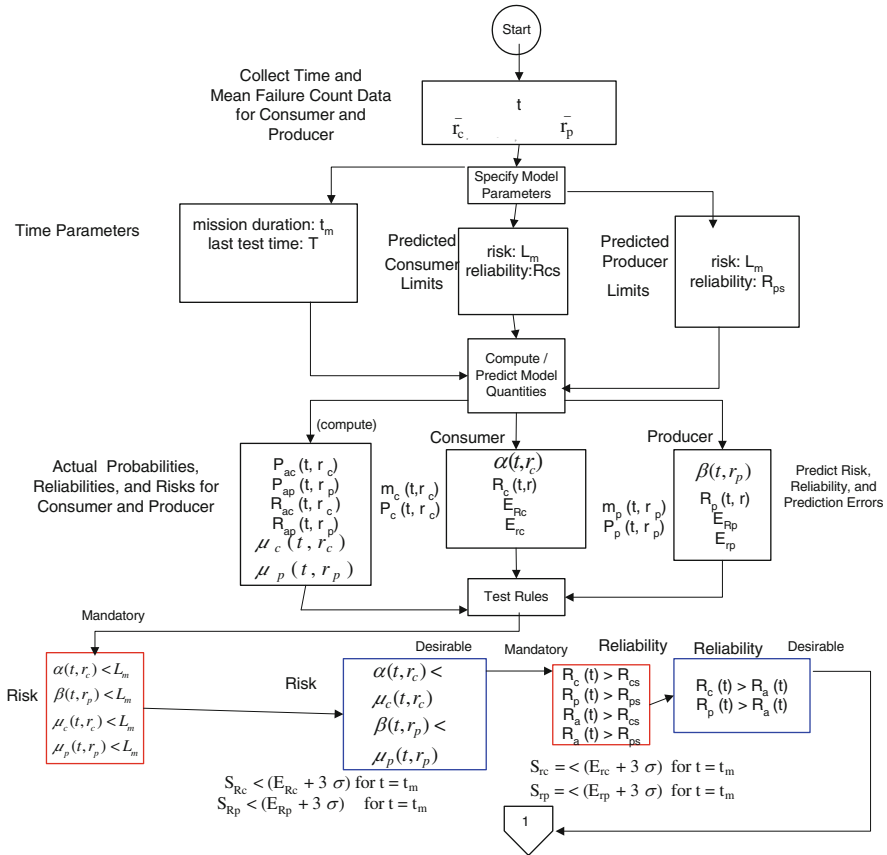 Start
Collect Time and
Mean Failure Count Data
for Consumer and
Producer
t
r̄c r̄p
Specify Model
Parameters
Time Parameters
mission duration: tm
last test time: T
Predicted
Consumer
Limits
risk: Lm
reliability:Rcs
Predicted
Producer
Limits
risk: Lm
reliability: Rps
Compute /
Predict Model
Quantities
(compute)
Consumer
Producer
Actual Probabilities,
Reliabilities, and Risks for
Consumer and Producer
Pac (t, rc)
Pap (t, rp)
Rac (t, rc)
Rap (t, rp)
μc (t, rc)
μp (t, rp)
mc (t,rc)
Pc (t, rc)
α(t,rc)
Rc (t,r)
ERc
Erc
mp (t, rp)
Pp (t, rp)
β(t,rp)
Rp (t, r)
ERp
Erp
Predict Risk,
Reliability, and
Prediction Errors
Test Rules
Mandatory
Risk
α(t,rc) < Lm
β(t,rp) < Lm
μc(t,rc) < Lm
μp(t,rp) < Lm
Desirable
Risk
α(t,rc) <
μc(t,rc)
β(t,rp) <
μp(t,rp)
Mandatory
Reliability
Rc (t) > Rcs
Rp (t) > Rps
Ra (t) > Rcs
Ra (t) > Rps
Reliability
Desirable
Rc (t) > Ra (t)
Rp (t) > Ra (t)
SRc < (ERc + 3 σ) for t = tm
SRp < (ERp + 3 σ) for t = tm
Src = < (Erc + 3 σ) for t = tm
Srp = < (Erp + 3 σ) for t = tm
1